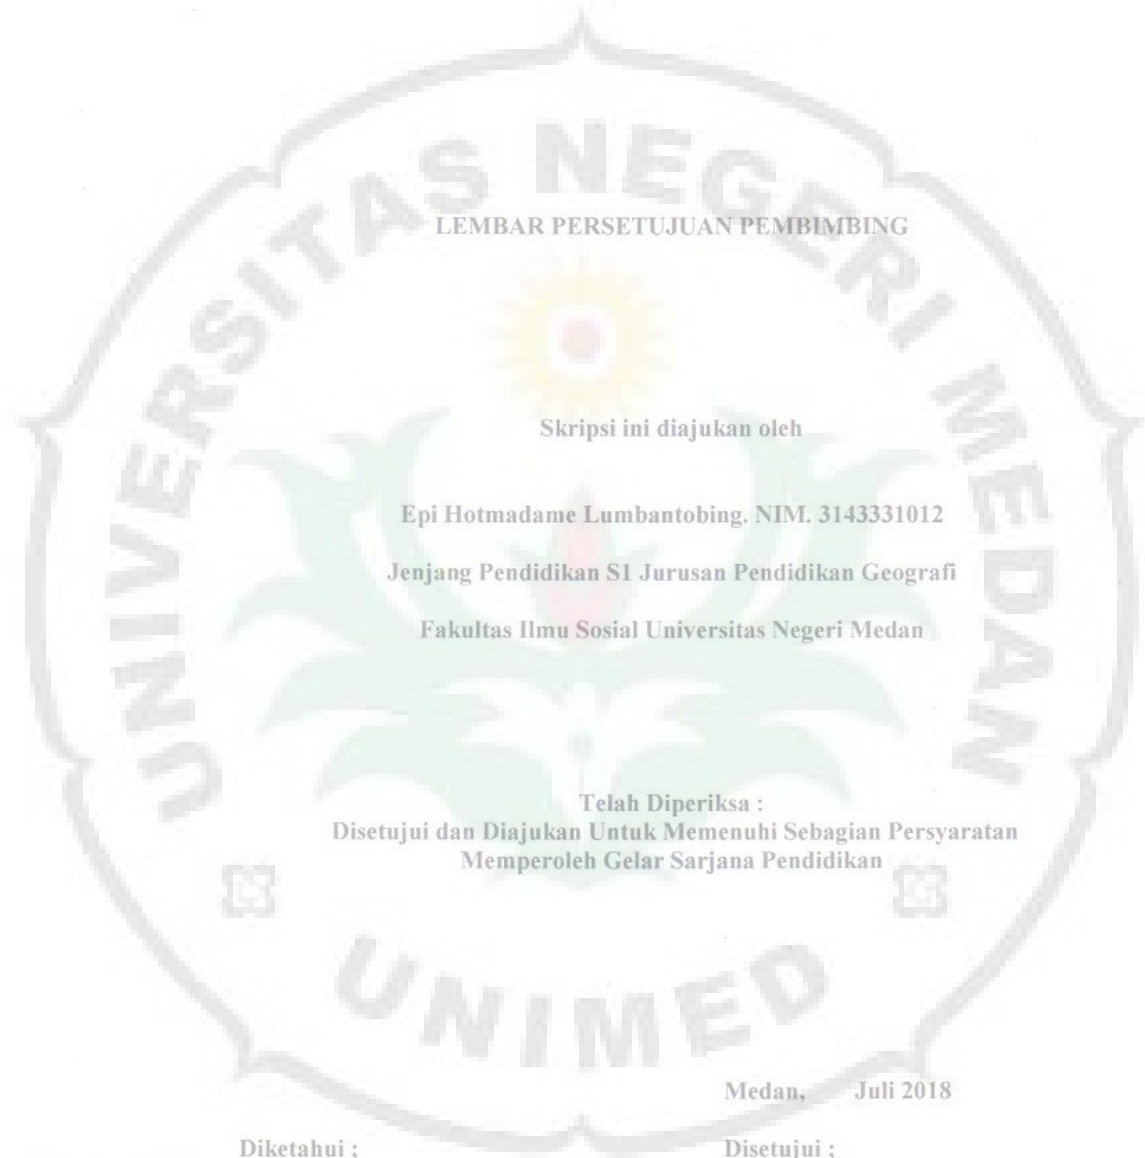 UNIVERSITAS NEGERI MEDAN
LEMBAR PERSETUJUAN PEMBIMBING
Skripsi ini diajukan oleh
Epi Hotmadame Lumbantobing. NIM. 3143331012
Jenjang Pendidikan S1 Jurusan Pendidikan Geografi
Fakultas Ilmu Sosial Universitas Negeri Medan
Telah Diperiksa :
Disetujui dan Diajukan Untuk Memenuhi Sebagian Persyaratan
Memperoleh Gelar Sarjana Pendidikan
UNIMED
Medan, Juli 2018
Diketahui ; Disetujui ;